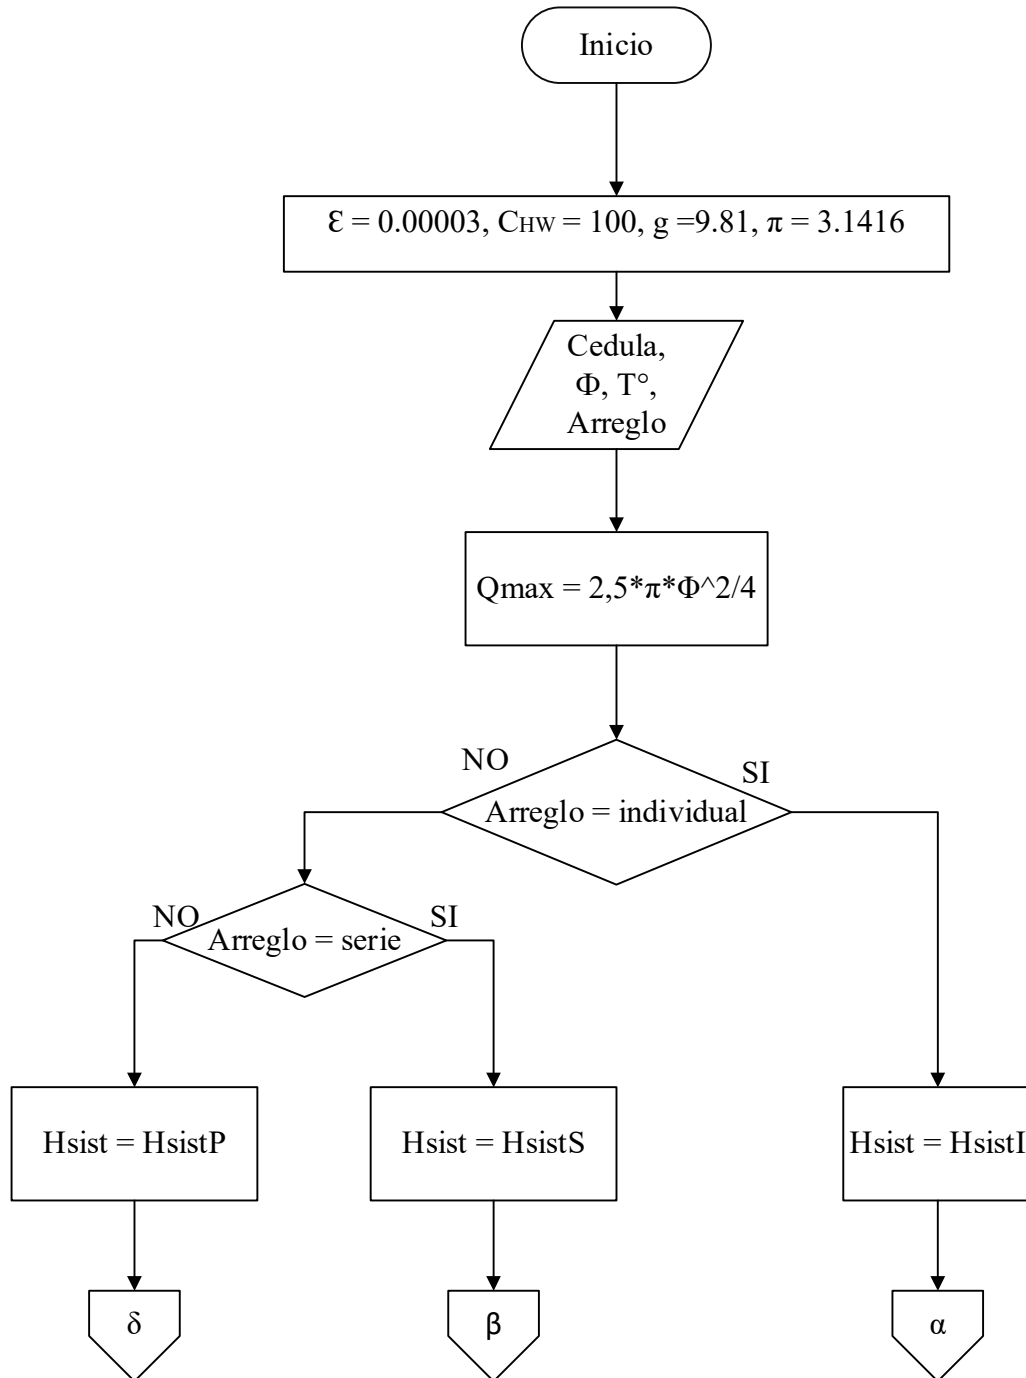 Inicio
Ɛ = 0.00003, CHW = 100, g =9.81, π = 3.1416
Cedula,
Φ, T°,
Arreglo
Qmax = 2,5*π*Φ^2/4
NO
SI
Arreglo = individual
NO
SI
Arreglo = serie
Hsist = HsistP
Hsist = HsistS
Hsist = HsistI
δ
β
α